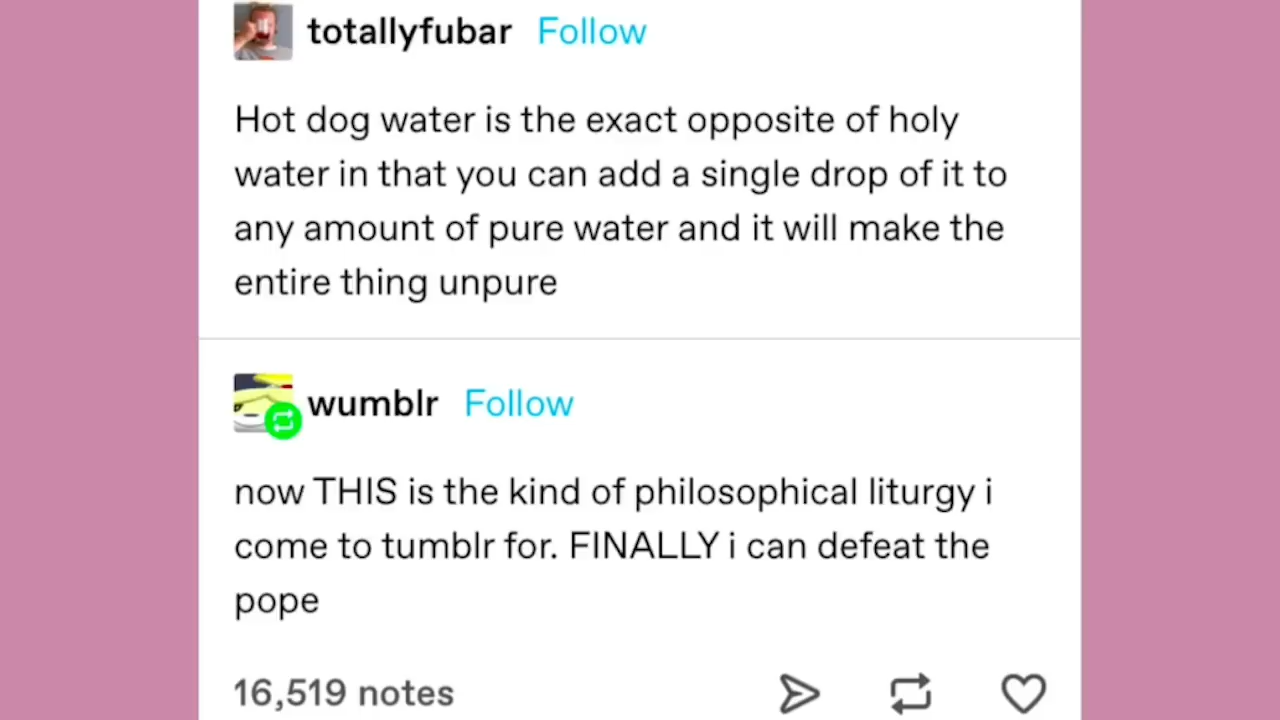 totallyfubar Follow
Hot dog water is the exact opposite of holy
water in that you can add a single drop of it to
any amount of pure water and it will make the
entire thing unpure
wumblr Follow
now THIS is the kind of philosophical liturgy i
come to tumblr for. FINALLY i can defeat the
pope
16,519 notes